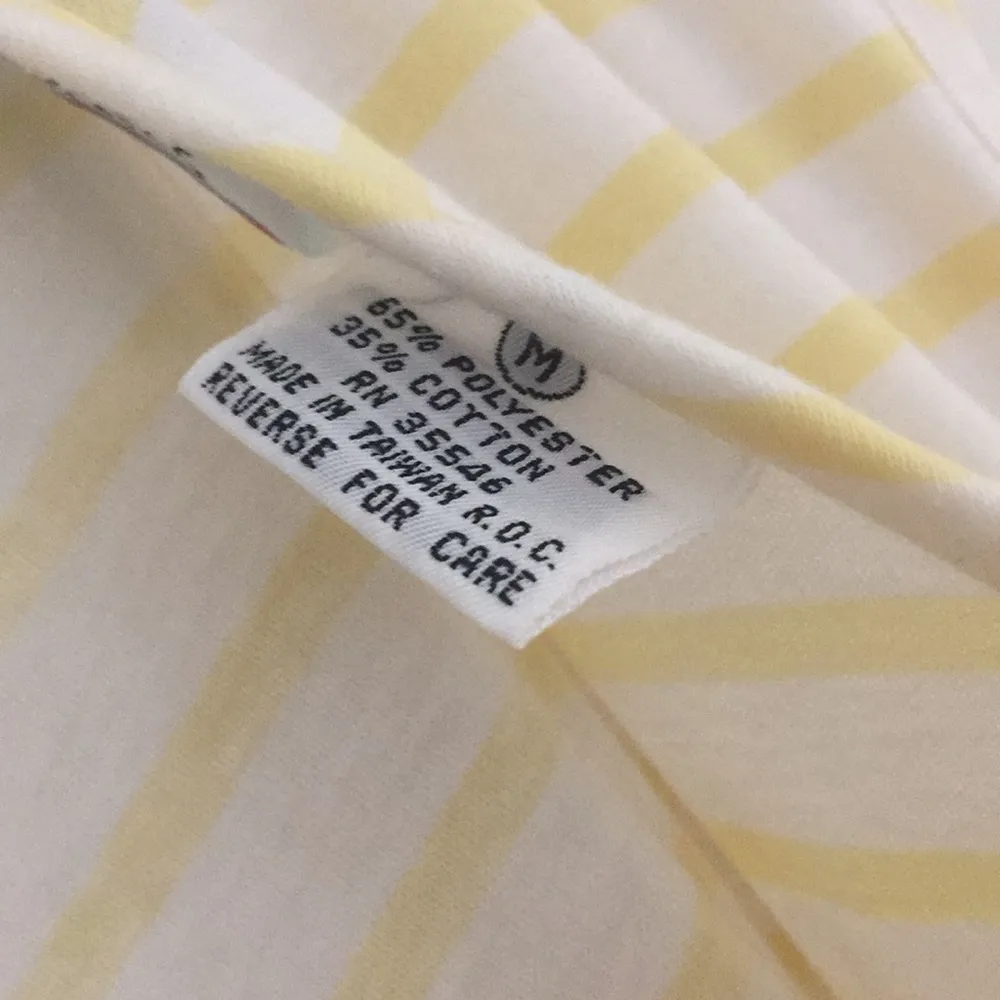 M
65% POLYESTER
35% COTTON
RN 35546
MADE IN TAIWAN R.O.C.
REVERSE FOR CARE